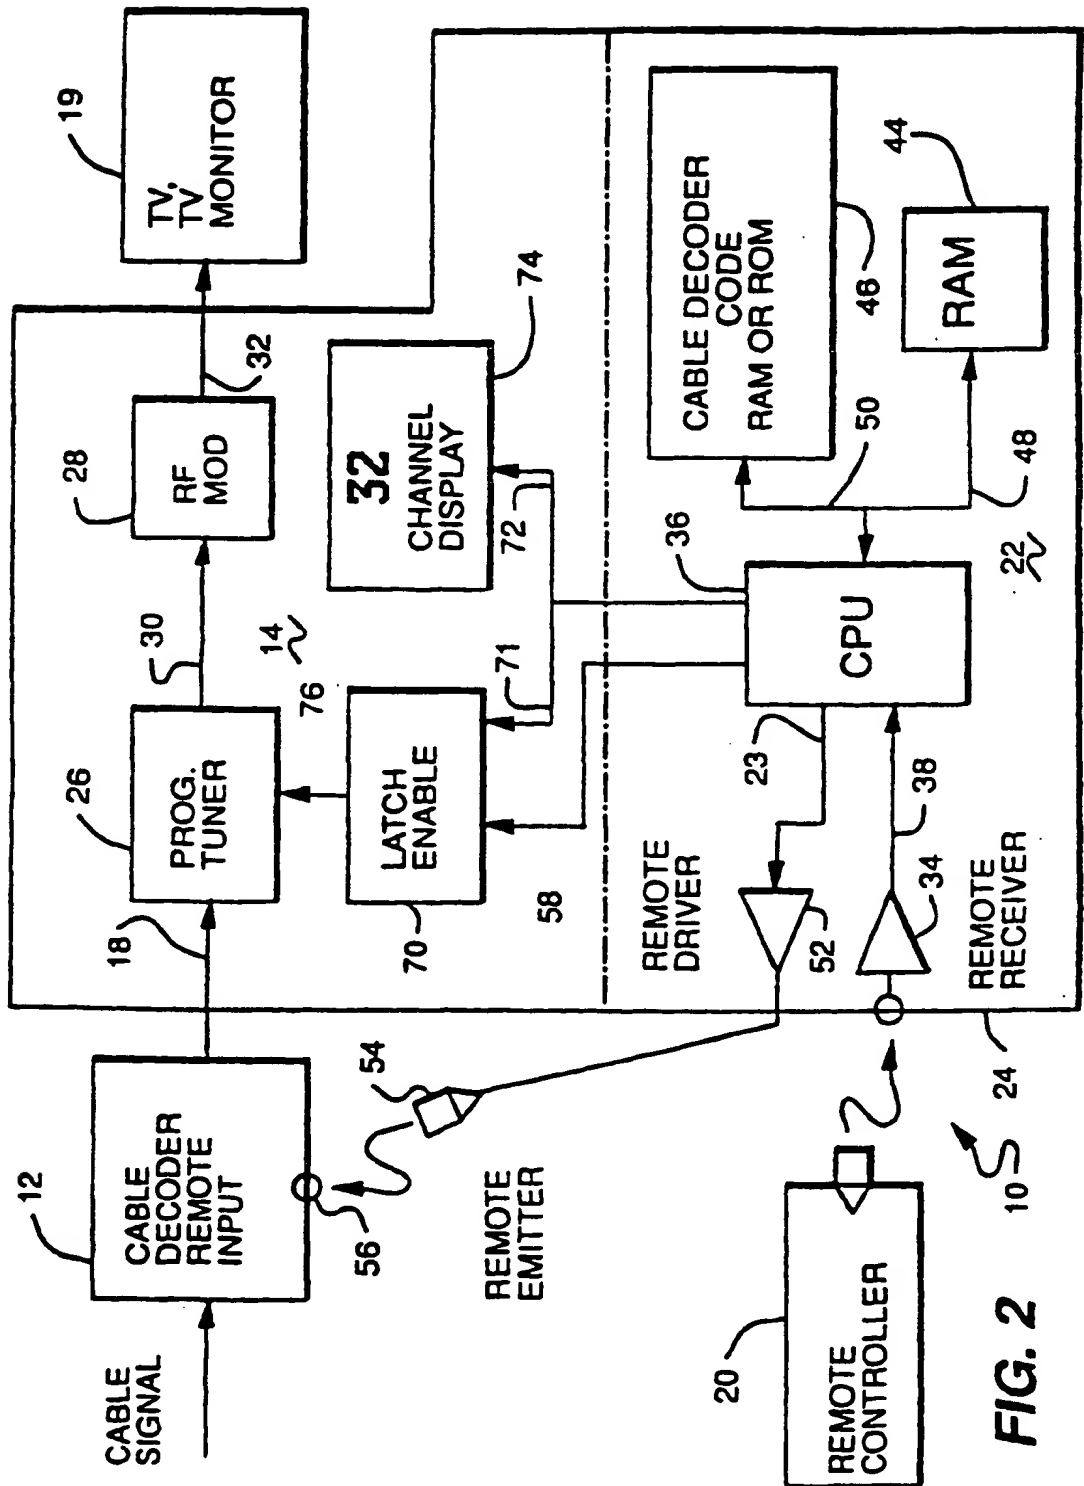 CABLE
SIGNAL
12
CABLE
DECODER
REMOTE
INPUT
56
54
REMOTE
EMITTER
18
26
PROG.
TUNER
30
28
RF
MOD
32
19
TV,
TV
MONITOR
14
76
70
LATCH
ENABLE
71
72
32
CHANNEL
DISPLAY
74
58
REMOTE
DRIVER
52
23
36
CPU
38
34
REMOTE
RECEIVER
50
CABLE DECODER
CODE
RAM OR ROM
46
44
RAM
48
22
24
10
20
REMOTE
CONTROLLER
FIG. 2